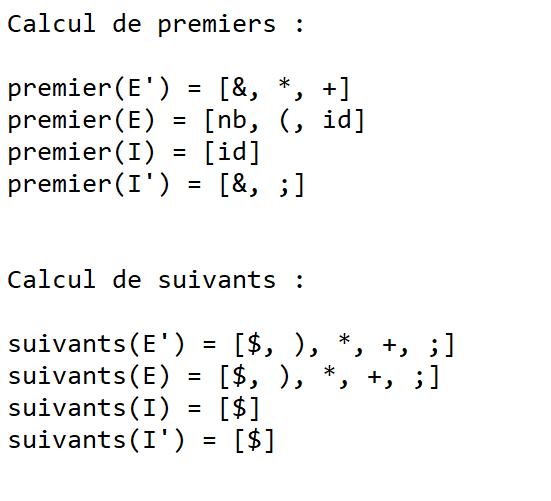 Calcul de premiers :
premier(E') = [&, *, +]
premier(E) = [nb, (, id]
premier(I) = [id]
premier(I') = [&, ;]
Calcul de suivants :
suivants(E') = [$, ), *, +, ;]
suivants(E) = [$, ), *, +, ;]
suivants(I) = [$]
suivants(I') = [$]